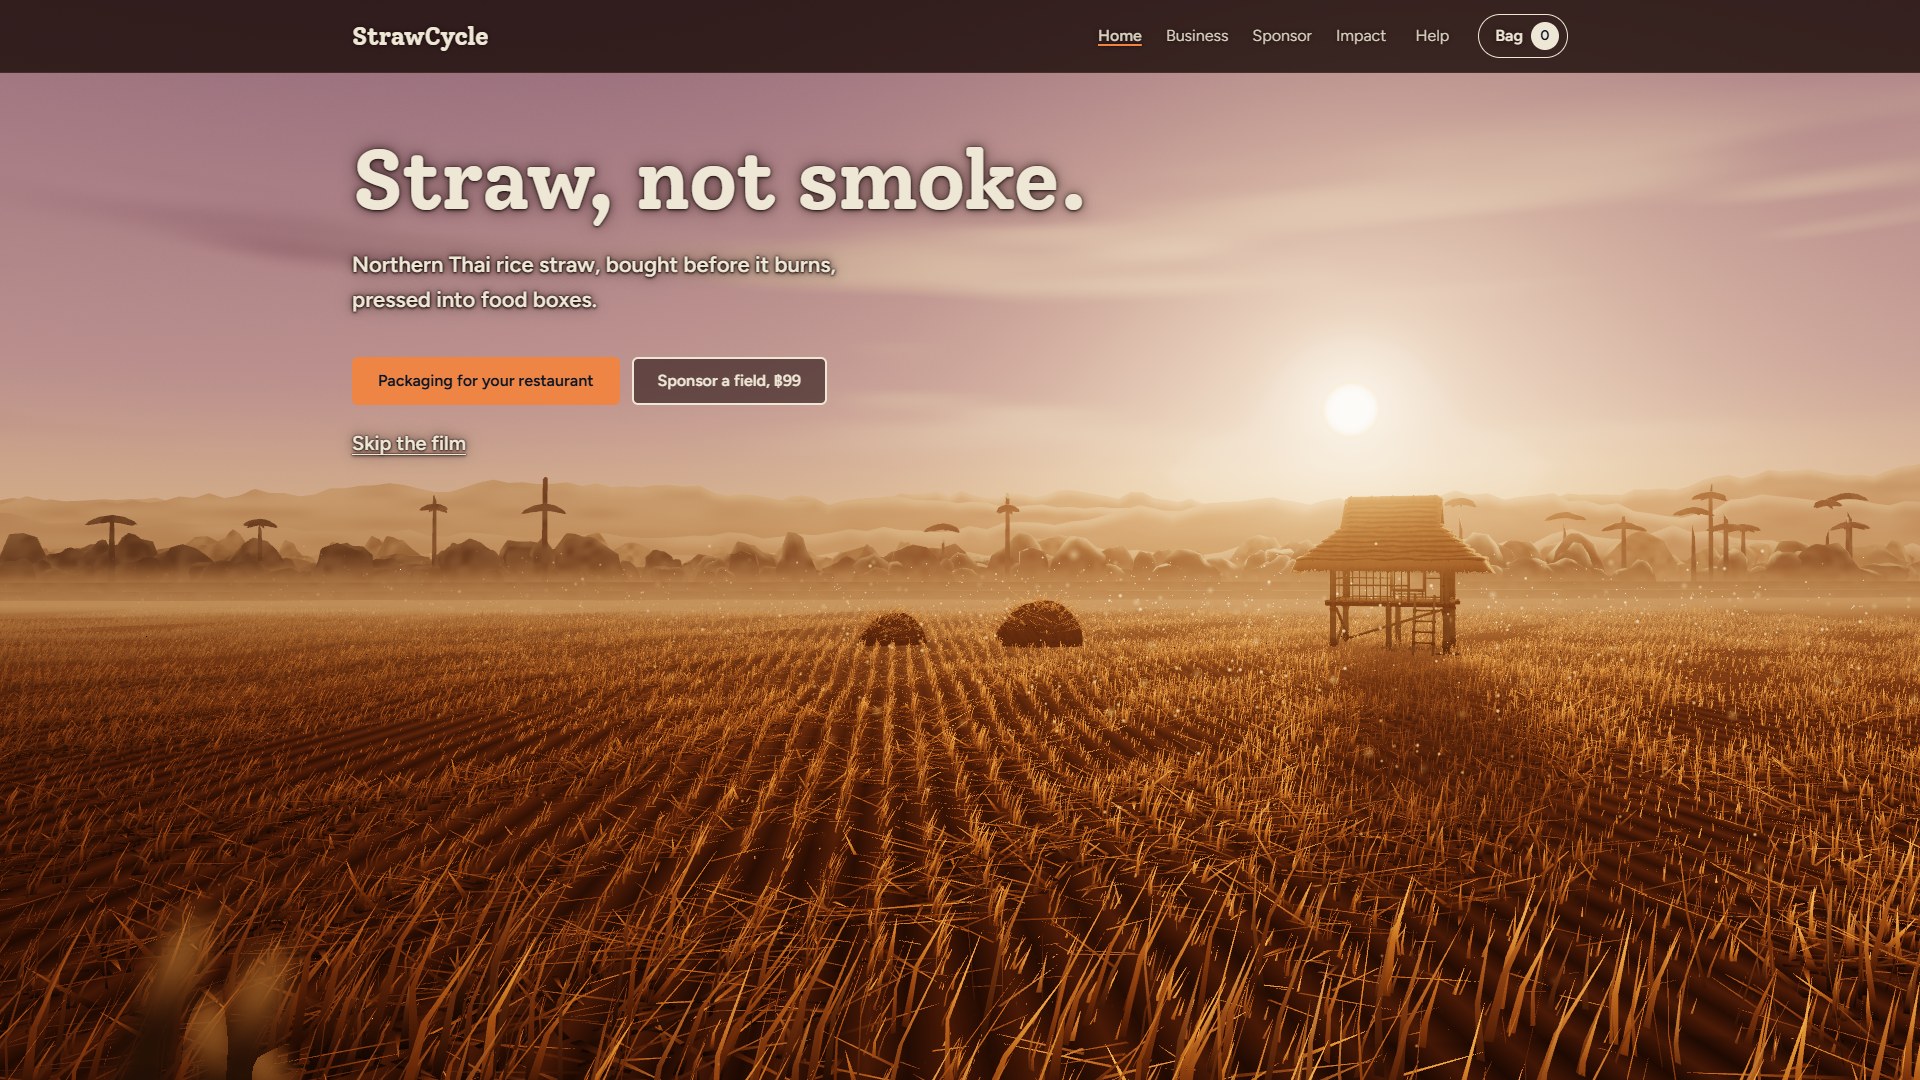 StrawCycle
Home Business Sponsor Impact Help Bag 0
Straw, not smoke.
Northern Thai rice straw, bought before it burns,
pressed into food boxes.
Packaging for your restaurant
Sponsor a field, ฿99
Skip the film